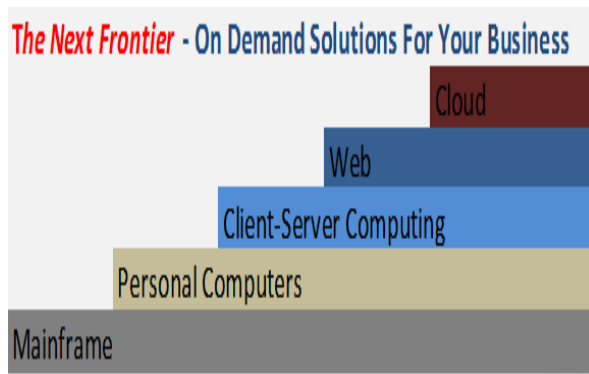 The Next Frontier - On Demand Solutions For Your Business
Cloud
Web
Client-Server Computing
Personal Computers
Mainframe